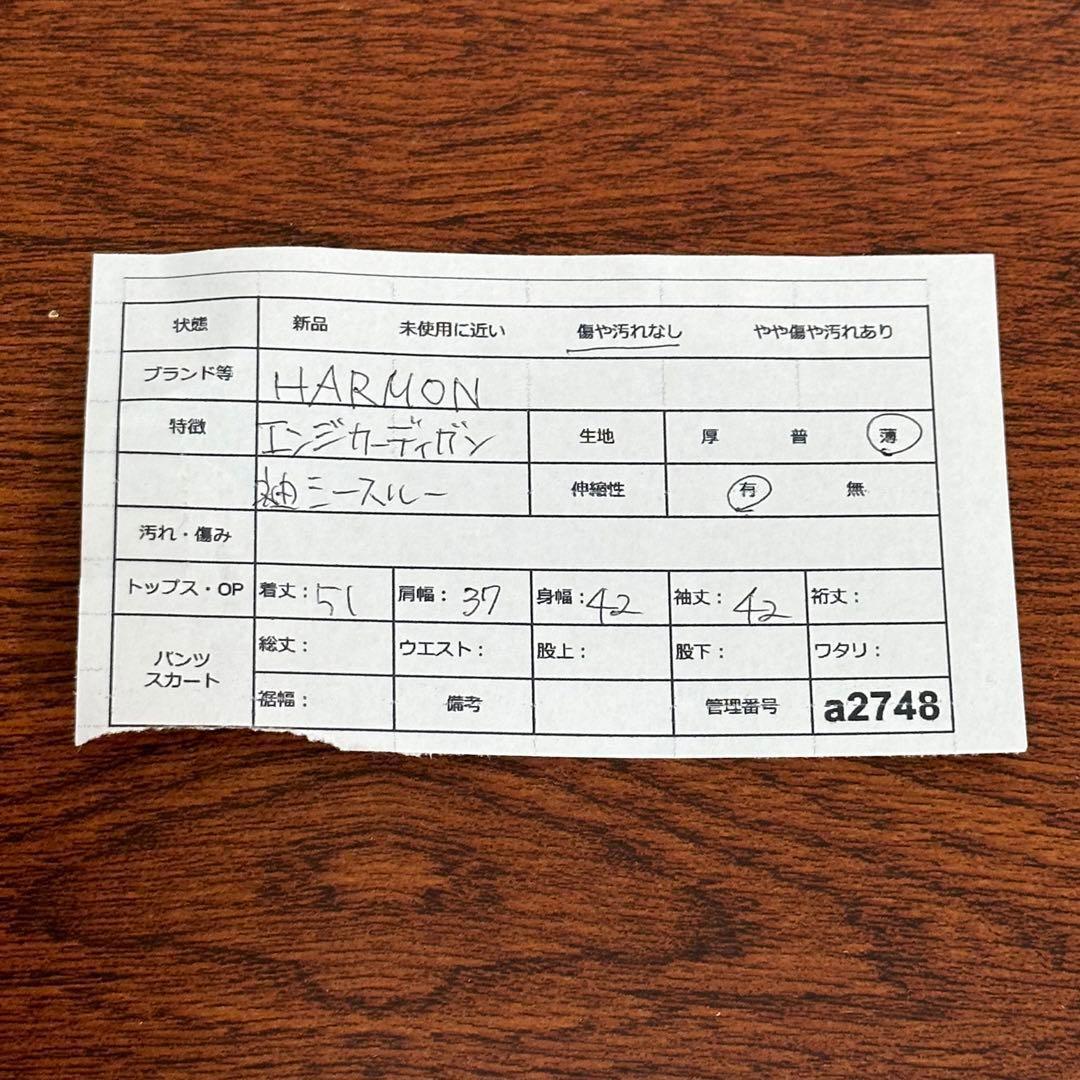 状態 新品 未使用に近い 傷や汚れなし やや傷や汚れあり
ブランド等 HARMON
特徴 エンジカーディガン 生地 厚 普 薄
袖シースルー 伸縮性 有 無
汚れ・傷み
トップス・OP 着丈：51 肩幅：37 身幅：42 袖丈：42 裄丈：
パンツ スカート 総丈： ウエスト： 股上： 股下： ワタリ：
裾幅： 備考 管理番号 a2748